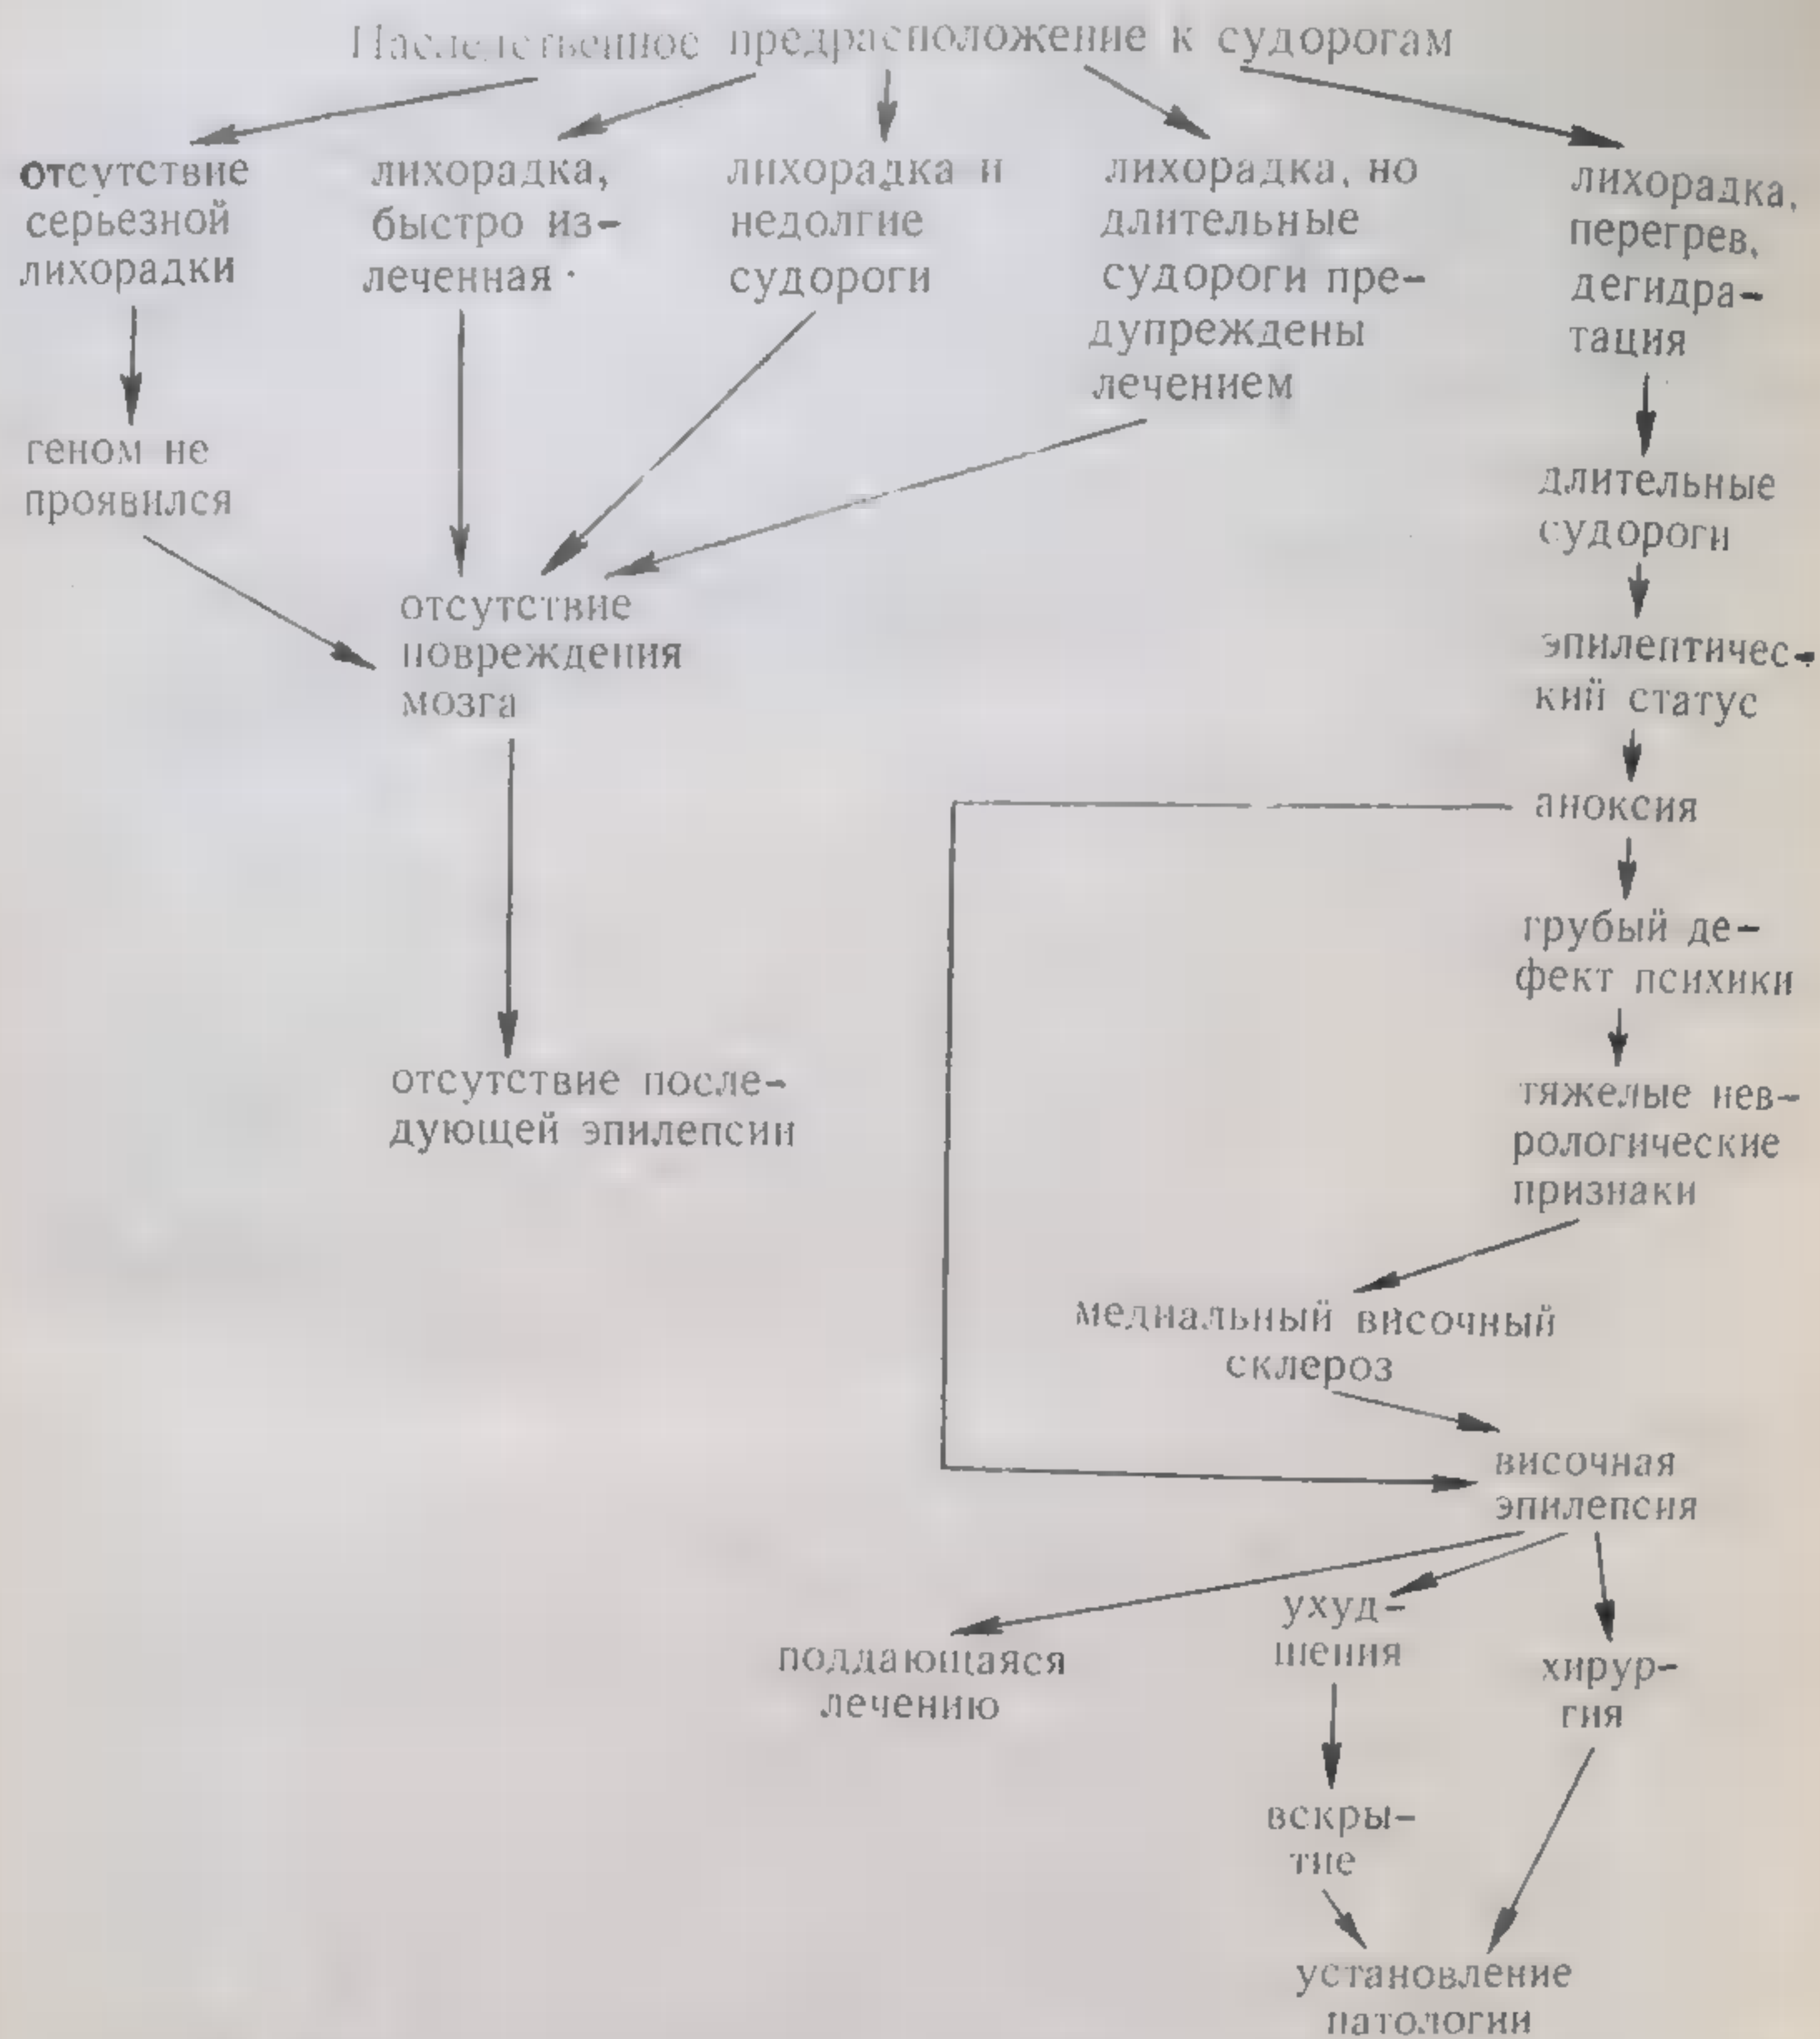 Наследственное предрасположение к судорогам
отсутствие
серьезной
лихорадки
лихорадка,
быстро из-
леченная
лихорадка и
недолгие
судороги
лихорадка, но
длительные
судороги пре-
дупреждены
лечением
лихорадка,
перегрев,
дегидра-
тация
геном не
проявился
длительные
судороги
отсутствие
повреждения
мозга
эпилептичес-
кий статус
аноксия
грубый де-
фект психики
отсутствие после-
дующей эпилепсии
тяжелые нев-
рологические
признаки
медиальный височный
склероз
височная
эпилепсия
поддающаяся
лечению
ухуд-
шения
хирур-
гия
вскры-
тие
установление
патологии